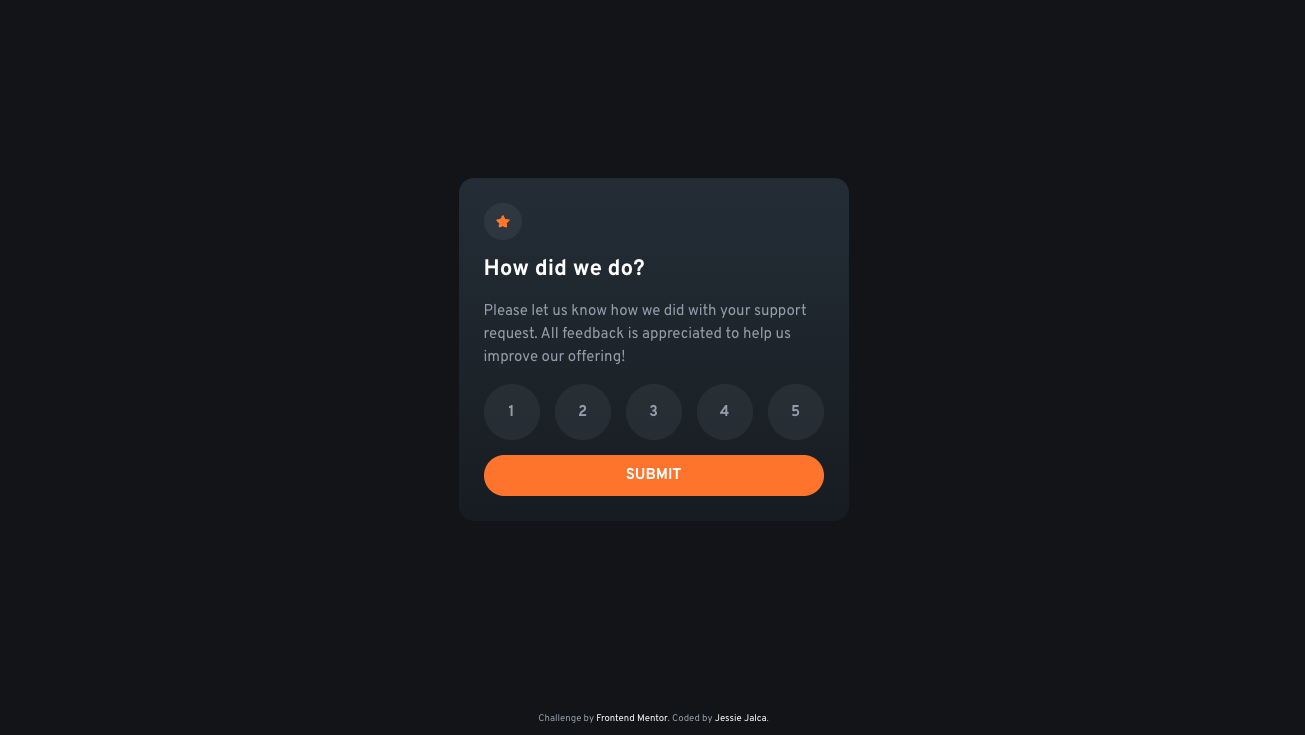 How did we do?
Please let us know how we did with your support
request. All feedback is appreciated to help us
improve our offering!
1 2 3 4 5
SUBMIT
Challenge by Frontend Mentor. Coded by Jessie Jalca.